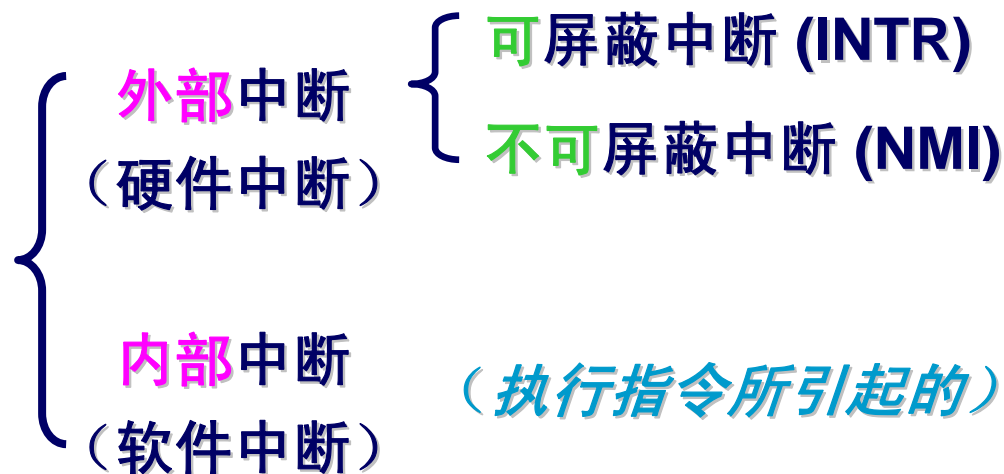 外部中断
（硬件中断）
可屏蔽中断 (INTR)
不可屏蔽中断 (NMI)
内部中断
（软件中断）
（执行指令所引起的）